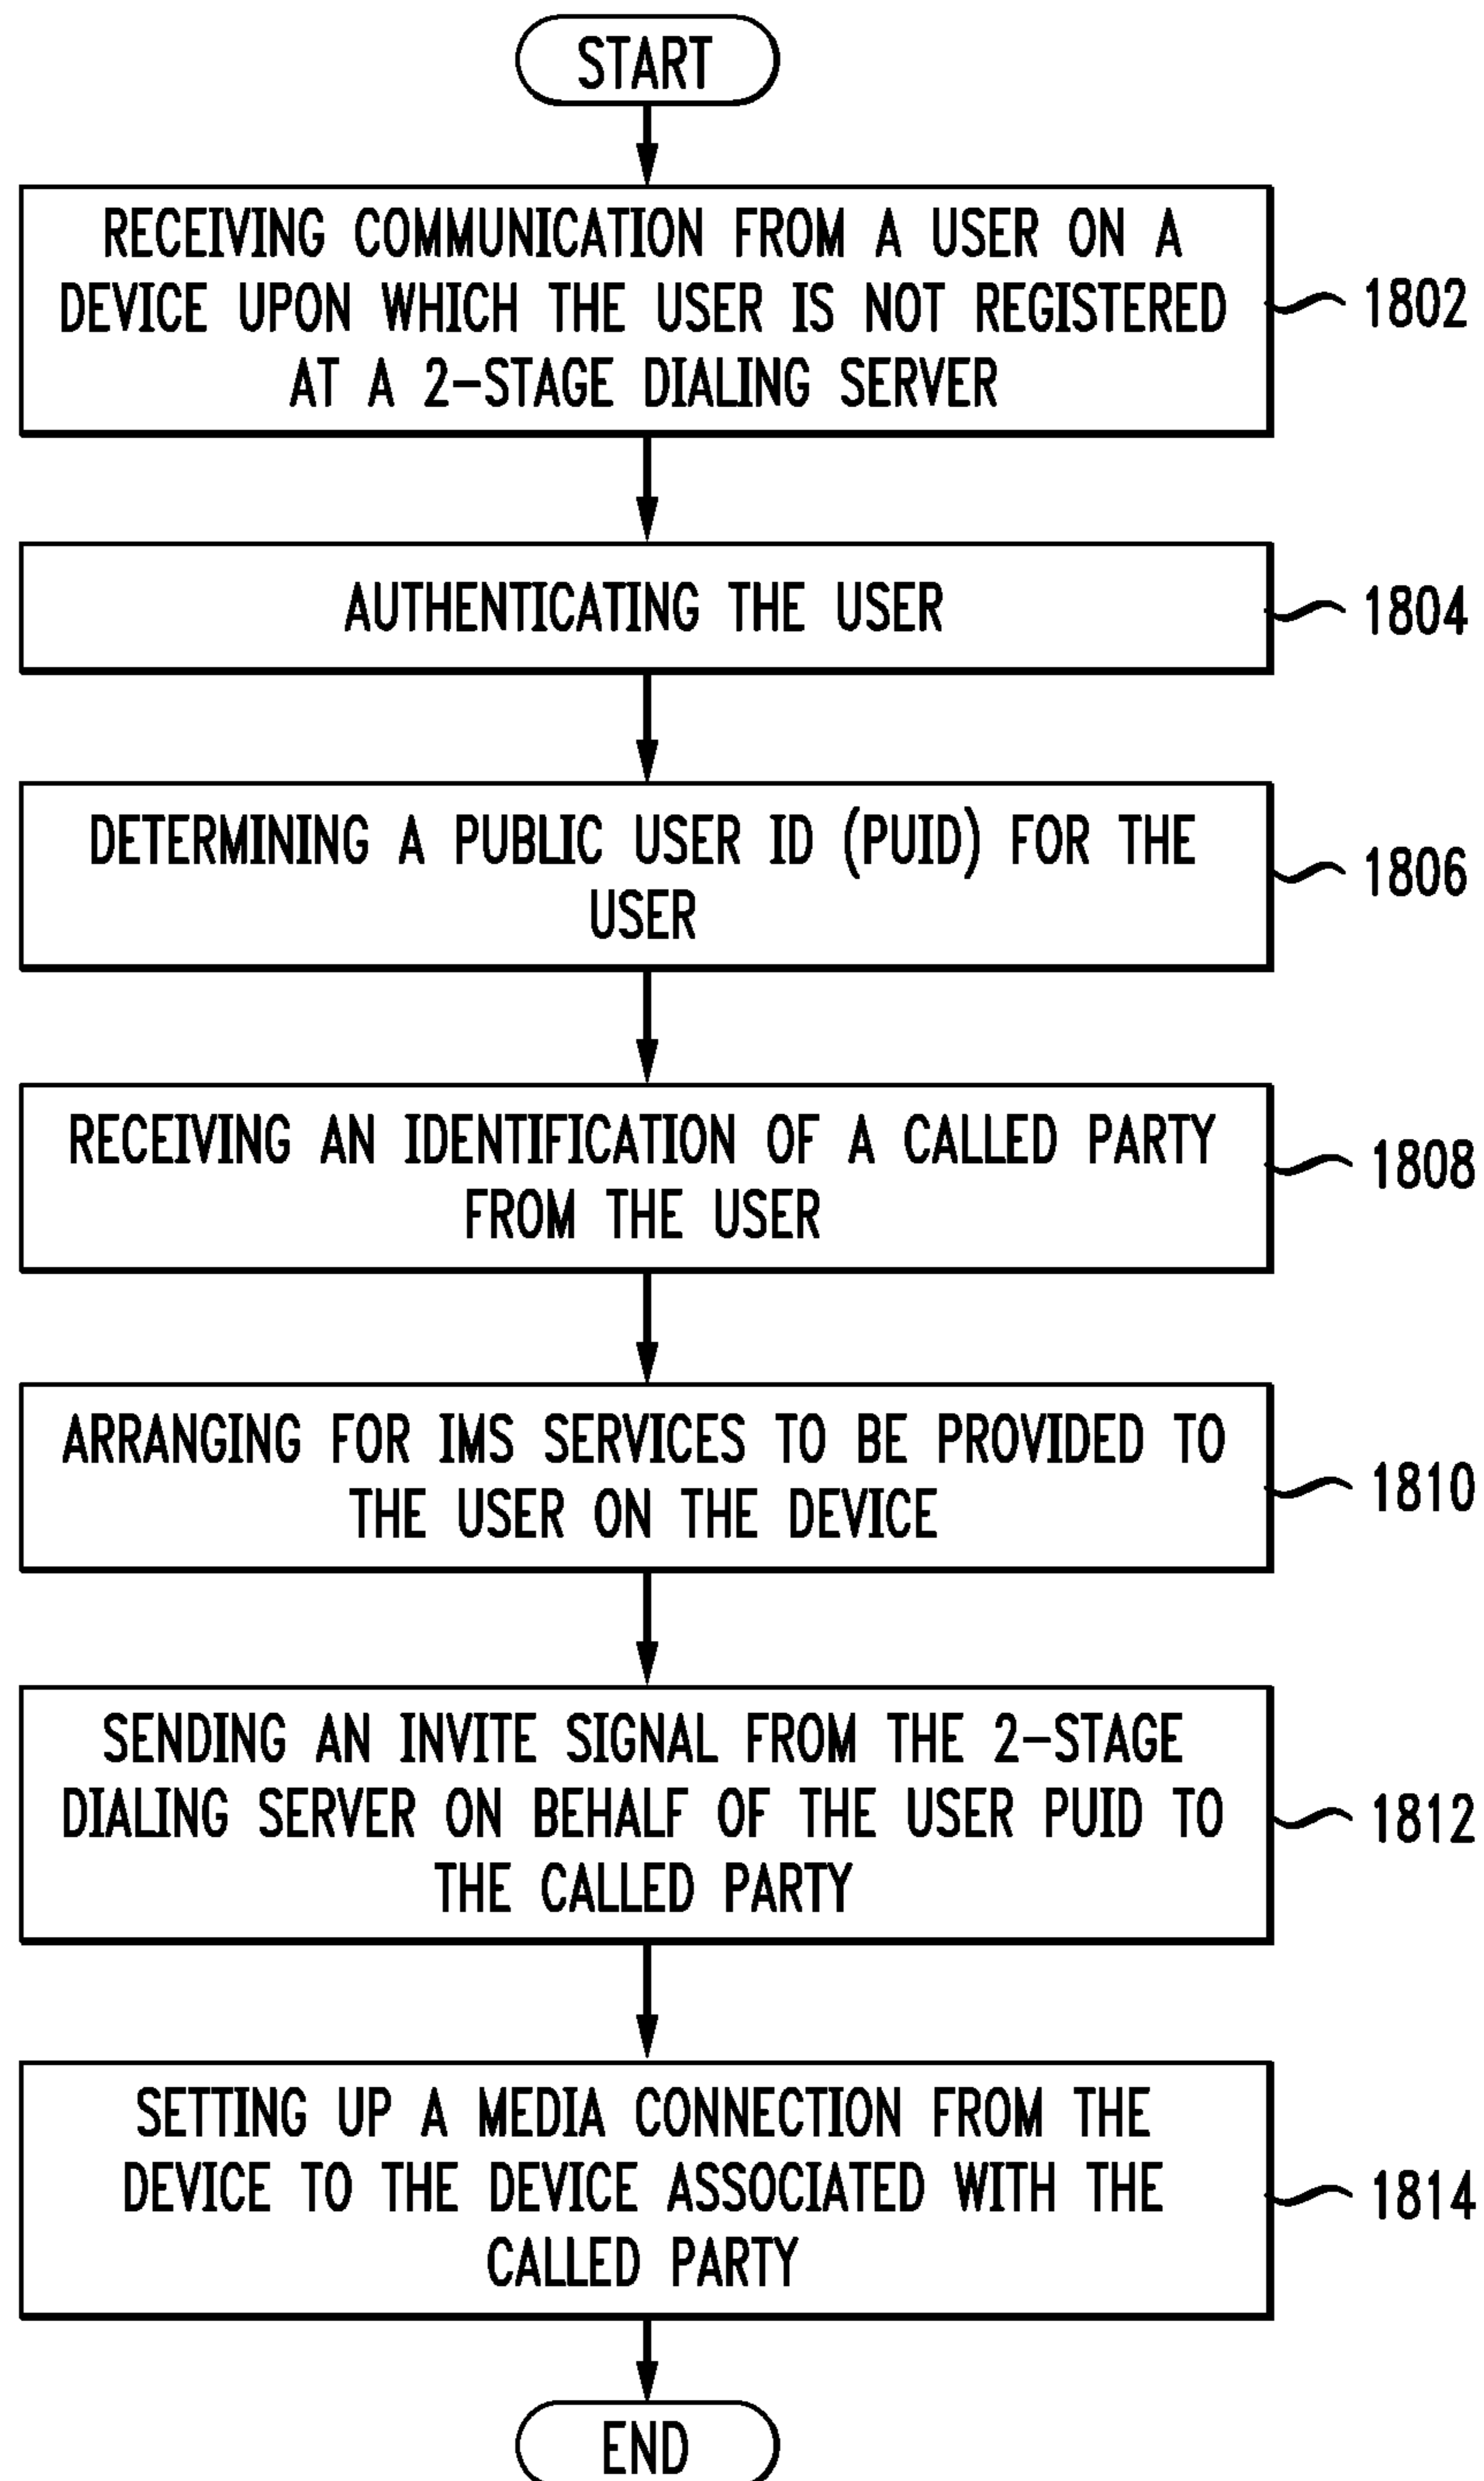 START
RECEIVING COMMUNICATION FROM A USER ON A
DEVICE UPON WHICH THE USER IS NOT REGISTERED
AT A 2-STAGE DIALING SERVER
1802
AUTHENTICATING THE USER
1804
DETERMINING A PUBLIC USER ID (PUID) FOR THE
USER
1806
RECEIVING AN IDENTIFICATION OF A CALLED PARTY
FROM THE USER
1808
ARRANGING FOR IMS SERVICES TO BE PROVIDED TO
THE USER ON THE DEVICE
1810
SENDING AN INVITE SIGNAL FROM THE 2-STAGE
DIALING SERVER ON BEHALF OF THE USER PUID TO
THE CALLED PARTY
1812
SETTING UP A MEDIA CONNECTION FROM THE
DEVICE TO THE DEVICE ASSOCIATED WITH THE
CALLED PARTY
1814
END